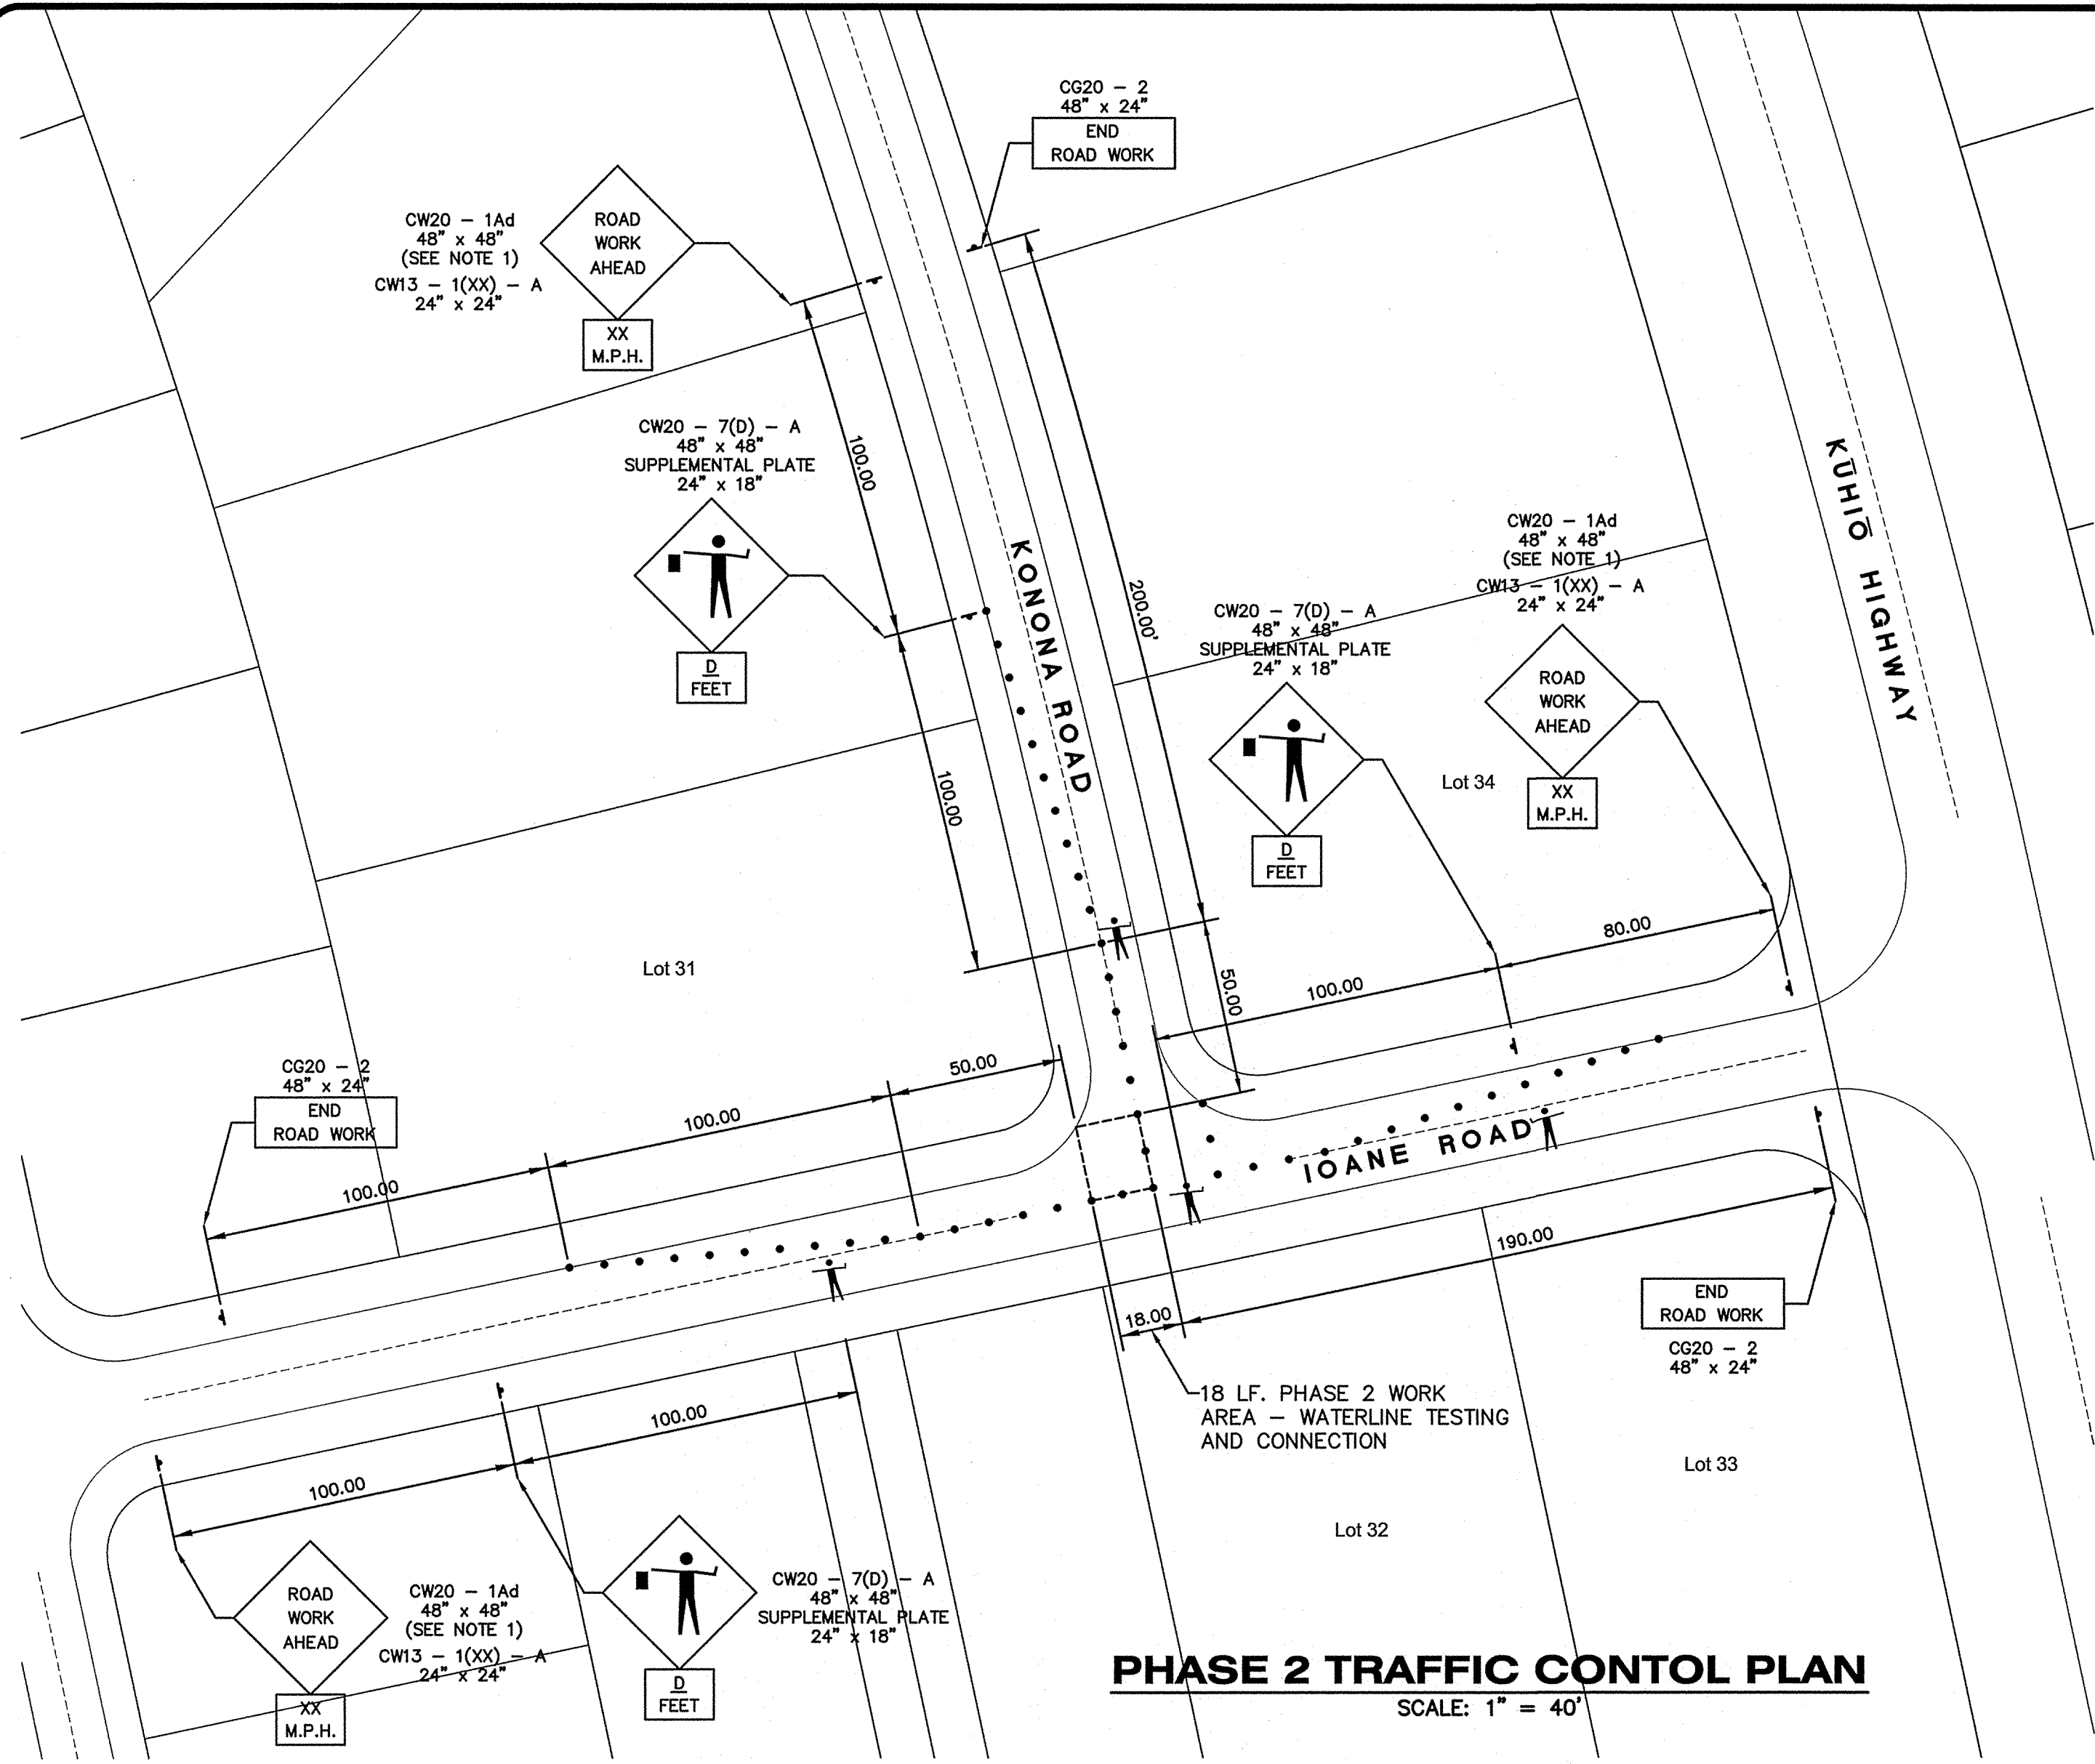 CG20 - 2
48" x 24"
END
ROAD WORK
CW20 - 1Ad
48" x 48"
(SEE NOTE 1)
CW13 - 1(XX) - A
24" x 24"
ROAD
WORK
AHEAD
XX
M.P.H.
CW20 - 7(D) - A
48" x 48"
SUPPLEMENTAL PLATE
24" x 18"
D
FEET
100.00
100.00
KONONA ROAD
200.00'
50.00
CW20 - 7(D) - A
48" x 48"
SUPPLEMENTAL PLATE
24" x 18"
D
FEET
CW20 - 1Ad
48" x 48"
(SEE NOTE 1)
CW13 - 1(XX) - A
24" x 24"
ROAD
WORK
AHEAD
XX
M.P.H.
KŪHIŌ HIGHWAY
Lot 34
Lot 31
100.00
80.00
CG20 - 2
48" x 24"
END
ROAD WORK
100.00
100.00
50.00
IOANE ROAD
18.00
190.00
END
ROAD WORK
CG20 - 2
48" x 24"
18 LF. PHASE 2 WORK
AREA - WATERLINE TESTING
AND CONNECTION
Lot 33
Lot 32
100.00
100.00
ROAD
WORK
AHEAD
XX
M.P.H.
CW20 - 1Ad
48" x 48"
(SEE NOTE 1)
CW13 - 1(XX) - A
24" x 24"
D
FEET
CW20 - 7(D) - A
48" x 48"
SUPPLEMENTAL PLATE
24" x 18"
PHASE 2 TRAFFIC CONTOL PLAN
SCALE: 1" = 40'